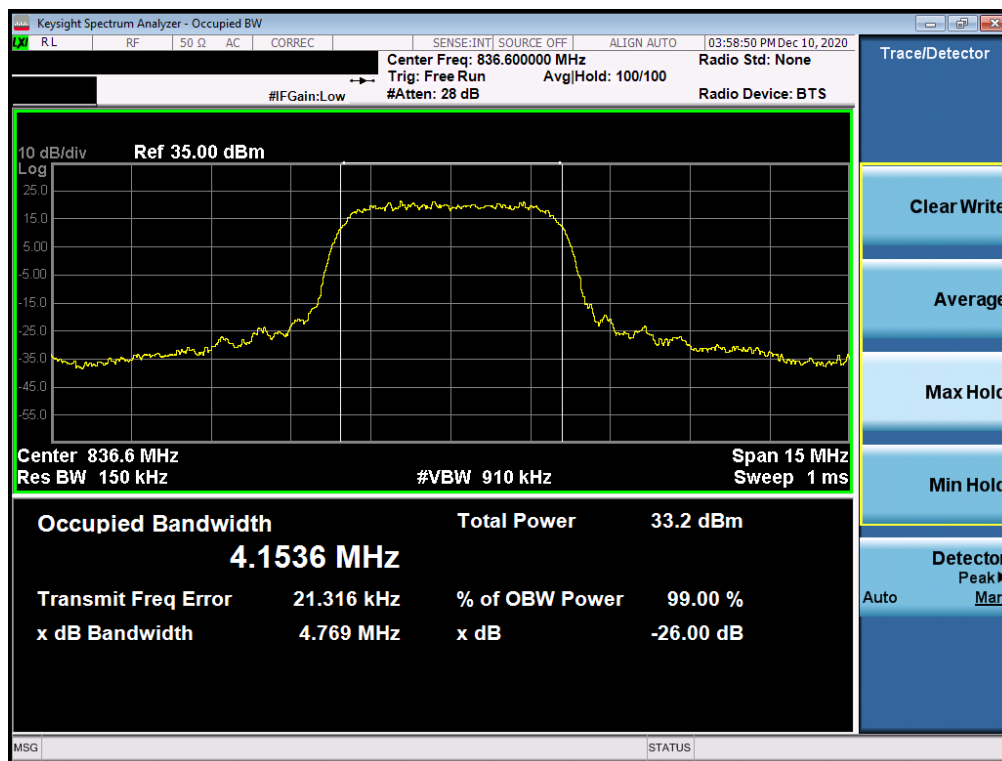 Keysight Spectrum Analyzer - Occupied BW
LXI RL RF 50 Ω AC CORREC SENSE:INT SOURCE OFF ALIGN AUTO 03:58:50 PM Dec 10, 2020
Center Freq: 836.600000 MHz Radio Std: None
Trig: Free Run Avg|Hold: 100/100
#IFGain:Low #Atten: 28 dB Radio Device: BTS
Trace/Detector
10 dB/div Ref 35.00 dBm
Log
25.0
15.0
5.00
-5.00
-15.0
-25.0
-35.0
-45.0
-55.0
Center 836.6 MHz Span 15 MHz
Res BW 150 kHz #VBW 910 kHz Sweep 1 ms
Clear Write
Average
Max Hold
Min Hold
Detector
Peak
Auto Man
Occupied Bandwidth Total Power 33.2 dBm
4.1536 MHz
Transmit Freq Error 21.316 kHz % of OBW Power 99.00 %
x dB Bandwidth 4.769 MHz x dB -26.00 dB
MSG STATUS